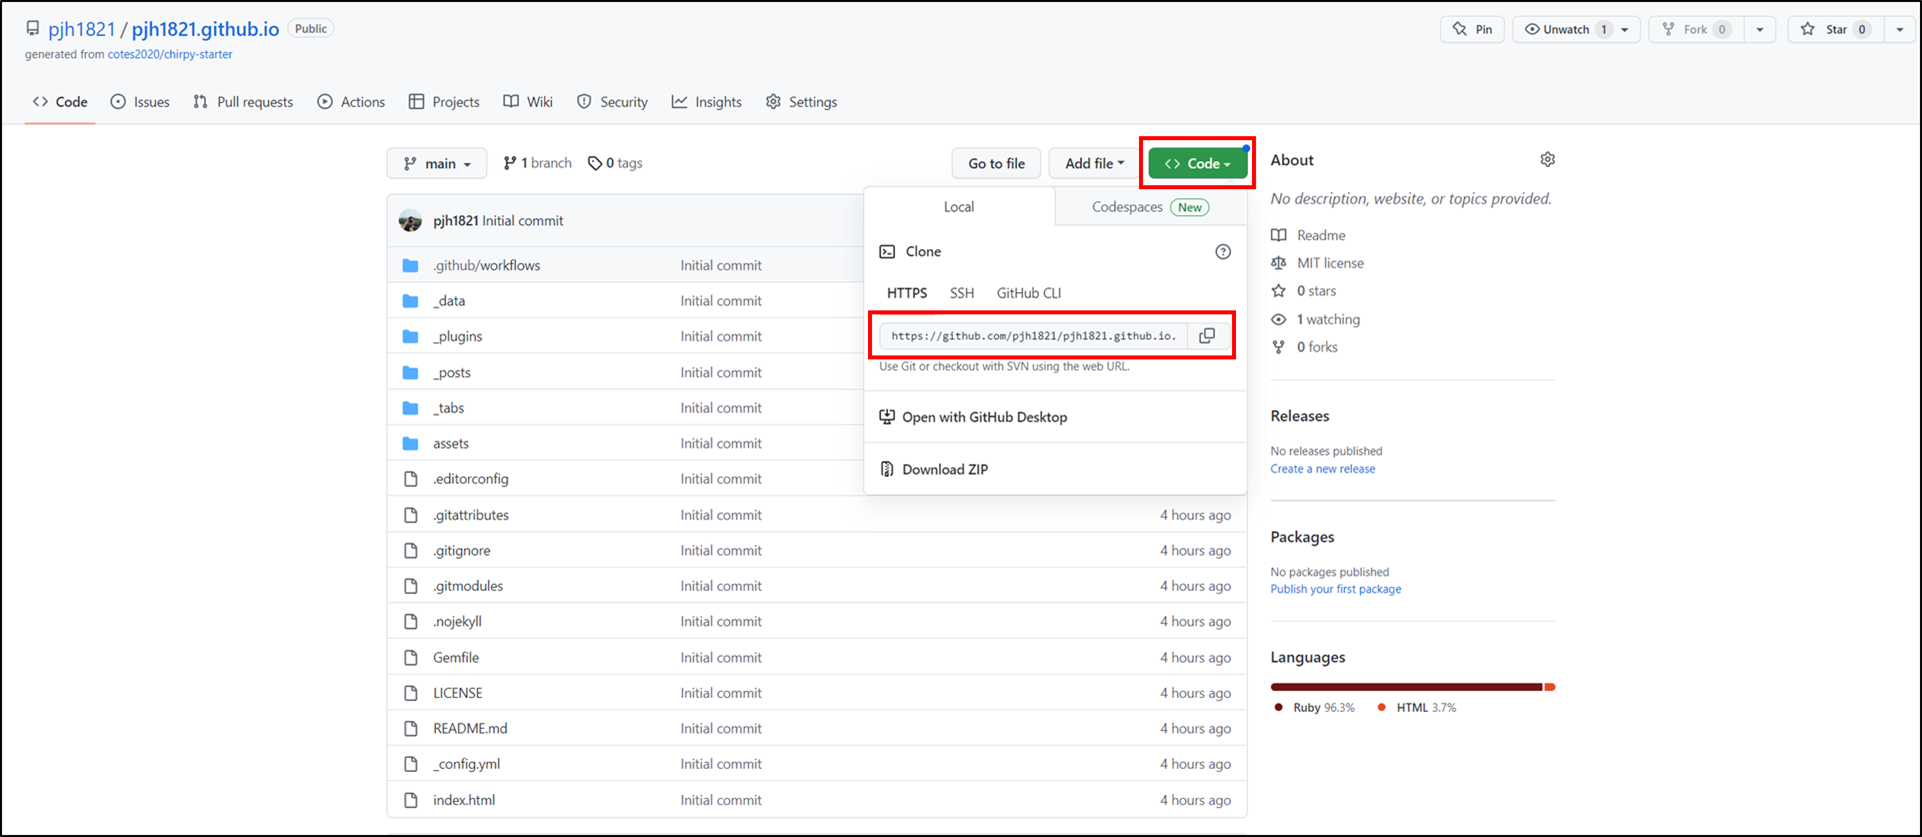 pjh1821 / pjh1821.github.io Public
generated from cotes2020/chirpy-starter
Pin
Unwatch 1
Fork 0
Star 0
Code
Issues
Pull requests
Actions
Projects
Wiki
Security
Insights
Settings
main
1 branch
0 tags
Go to file
Add file
Code
pjh1821 Initial commit
.github/workflows Initial commit
_data Initial commit
_plugins Initial commit
_posts Initial commit
_tabs Initial commit
assets Initial commit
.editorconfig Initial commit
.gitattributes Initial commit 4 hours ago
.gitignore Initial commit 4 hours ago
.gitmodules Initial commit 4 hours ago
.nojekyll Initial commit 4 hours ago
Gemfile Initial commit 4 hours ago
LICENSE Initial commit 4 hours ago
README.md Initial commit 4 hours ago
_config.yml Initial commit 4 hours ago
index.html Initial commit 4 hours ago
Local
Codespaces New
Clone
HTTPS SSH GitHub CLI
https://github.com/pjh1821/pjh1821.github.io.
Use Git or checkout with SVN using the web URL.
Open with GitHub Desktop
Download ZIP
About
No description, website, or topics provided.
Readme
MIT license
0 stars
1 watching
0 forks
Releases
No releases published
Create a new release
Packages
No packages published
Publish your first package
Languages
Ruby 96.3% HTML 3.7%